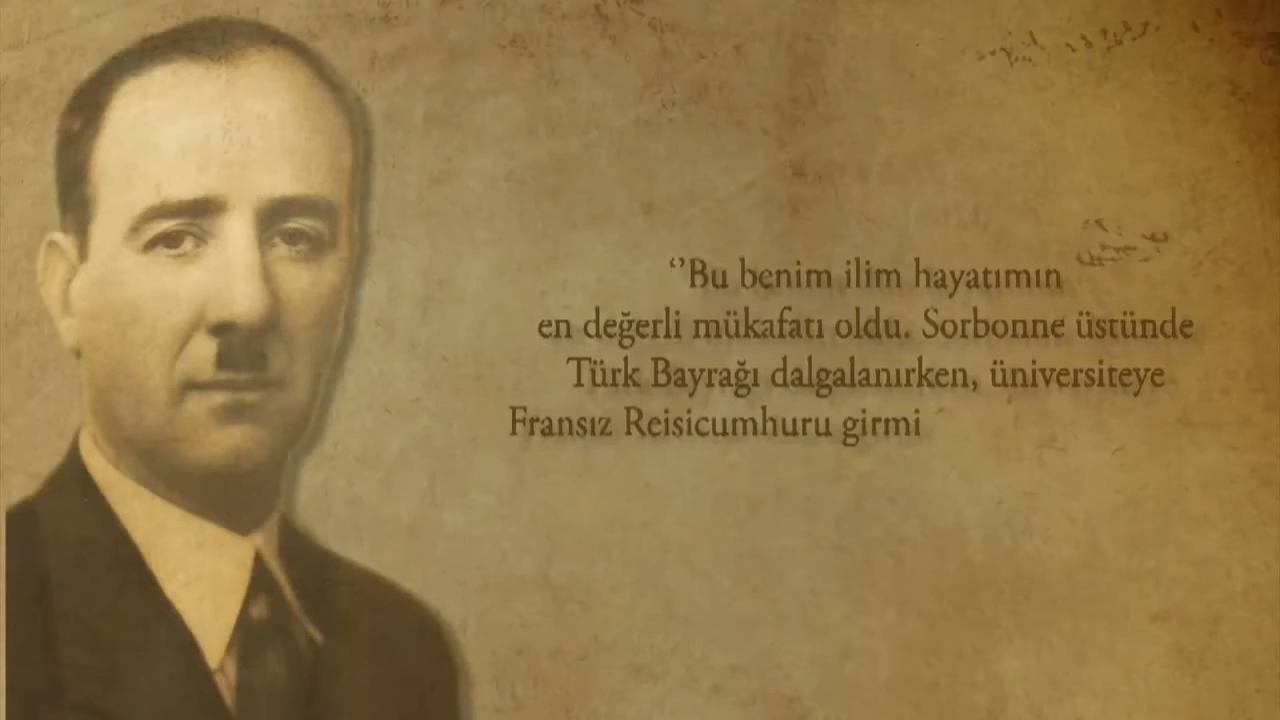 ‘’Bu benim ilim hayatımın
en değerli mükafatı oldu. Sorbonne üstünde
Türk Bayrağı dalgalanırken, üniversiteye
Fransız Reisicumhuru girmi